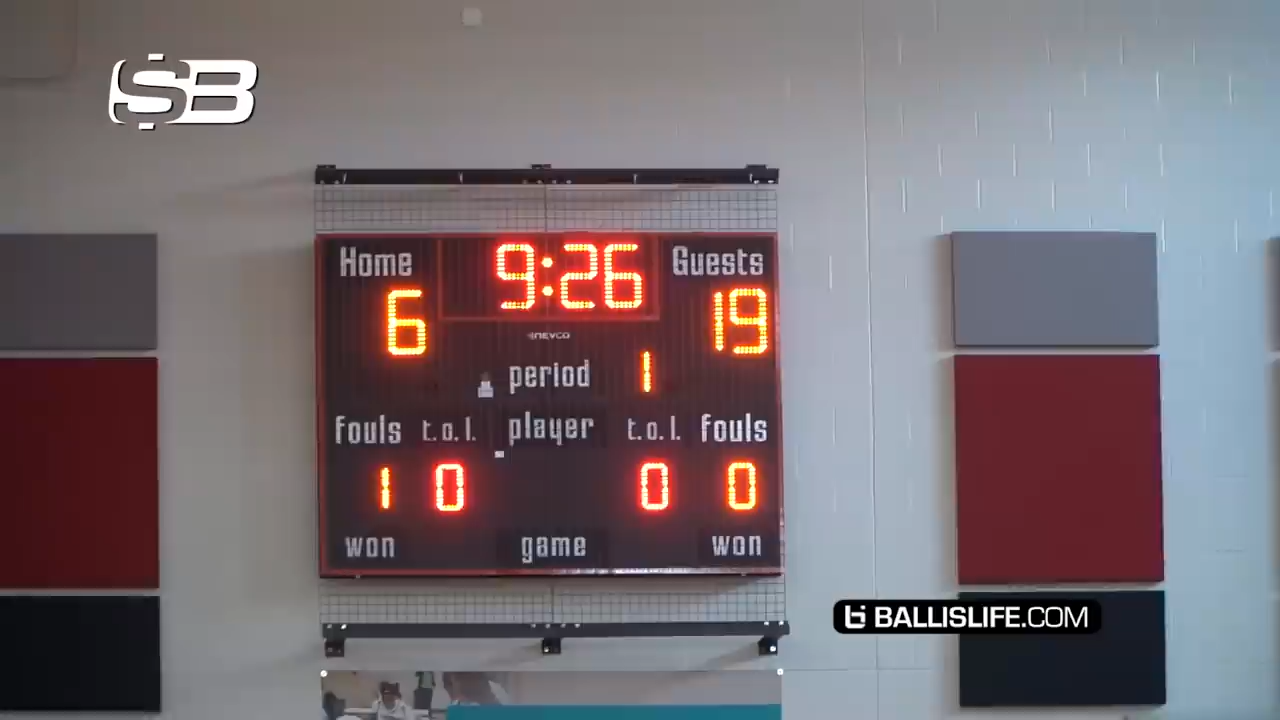 SB
Home 9:26 Guests
6 19
NEVCO
period 1
fouls t.o.l. player t.o.l. fouls
1 0 0 0
won game won
BALLISLIFE.COM